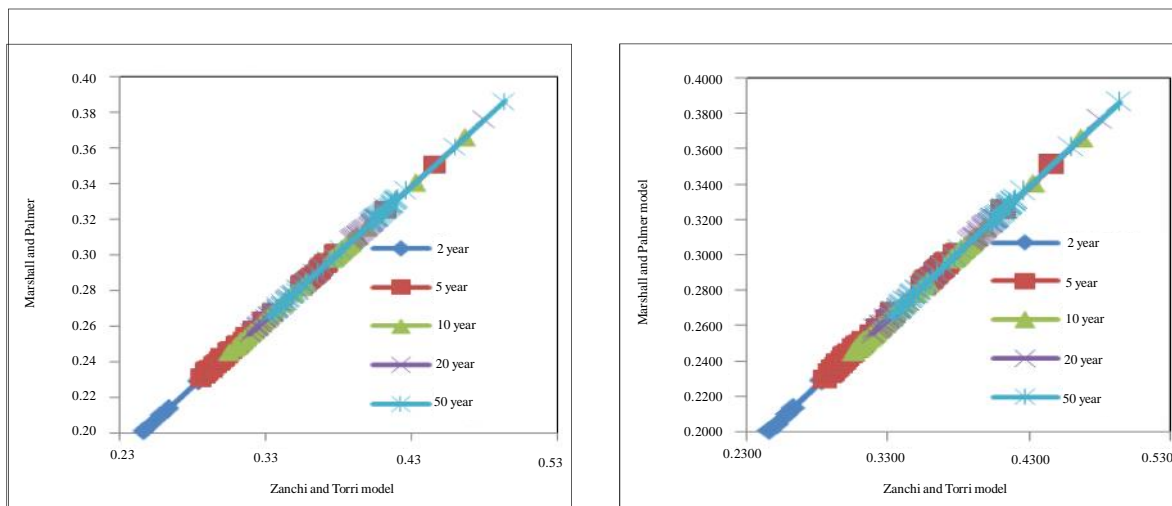 0.40
0.38
0.36
0.34
0.32
0.30
0.28
0.26
0.24
0.22
0.20
Marshall and Palmer
0.23
0.33
0.43
0.53
Zanchi and Torri model
2 year
5 year
10 year
20 year
50 year
0.4000
0.3800
0.3600
0.3400
0.3200
0.3000
0.2800
0.2600
0.2400
0.2200
0.2000
Marshall and Palmer model
0.2300
0.3300
0.4300
0.5300
Zanchi and Torri model
2 year
5 year
10 year
20 year
50 year